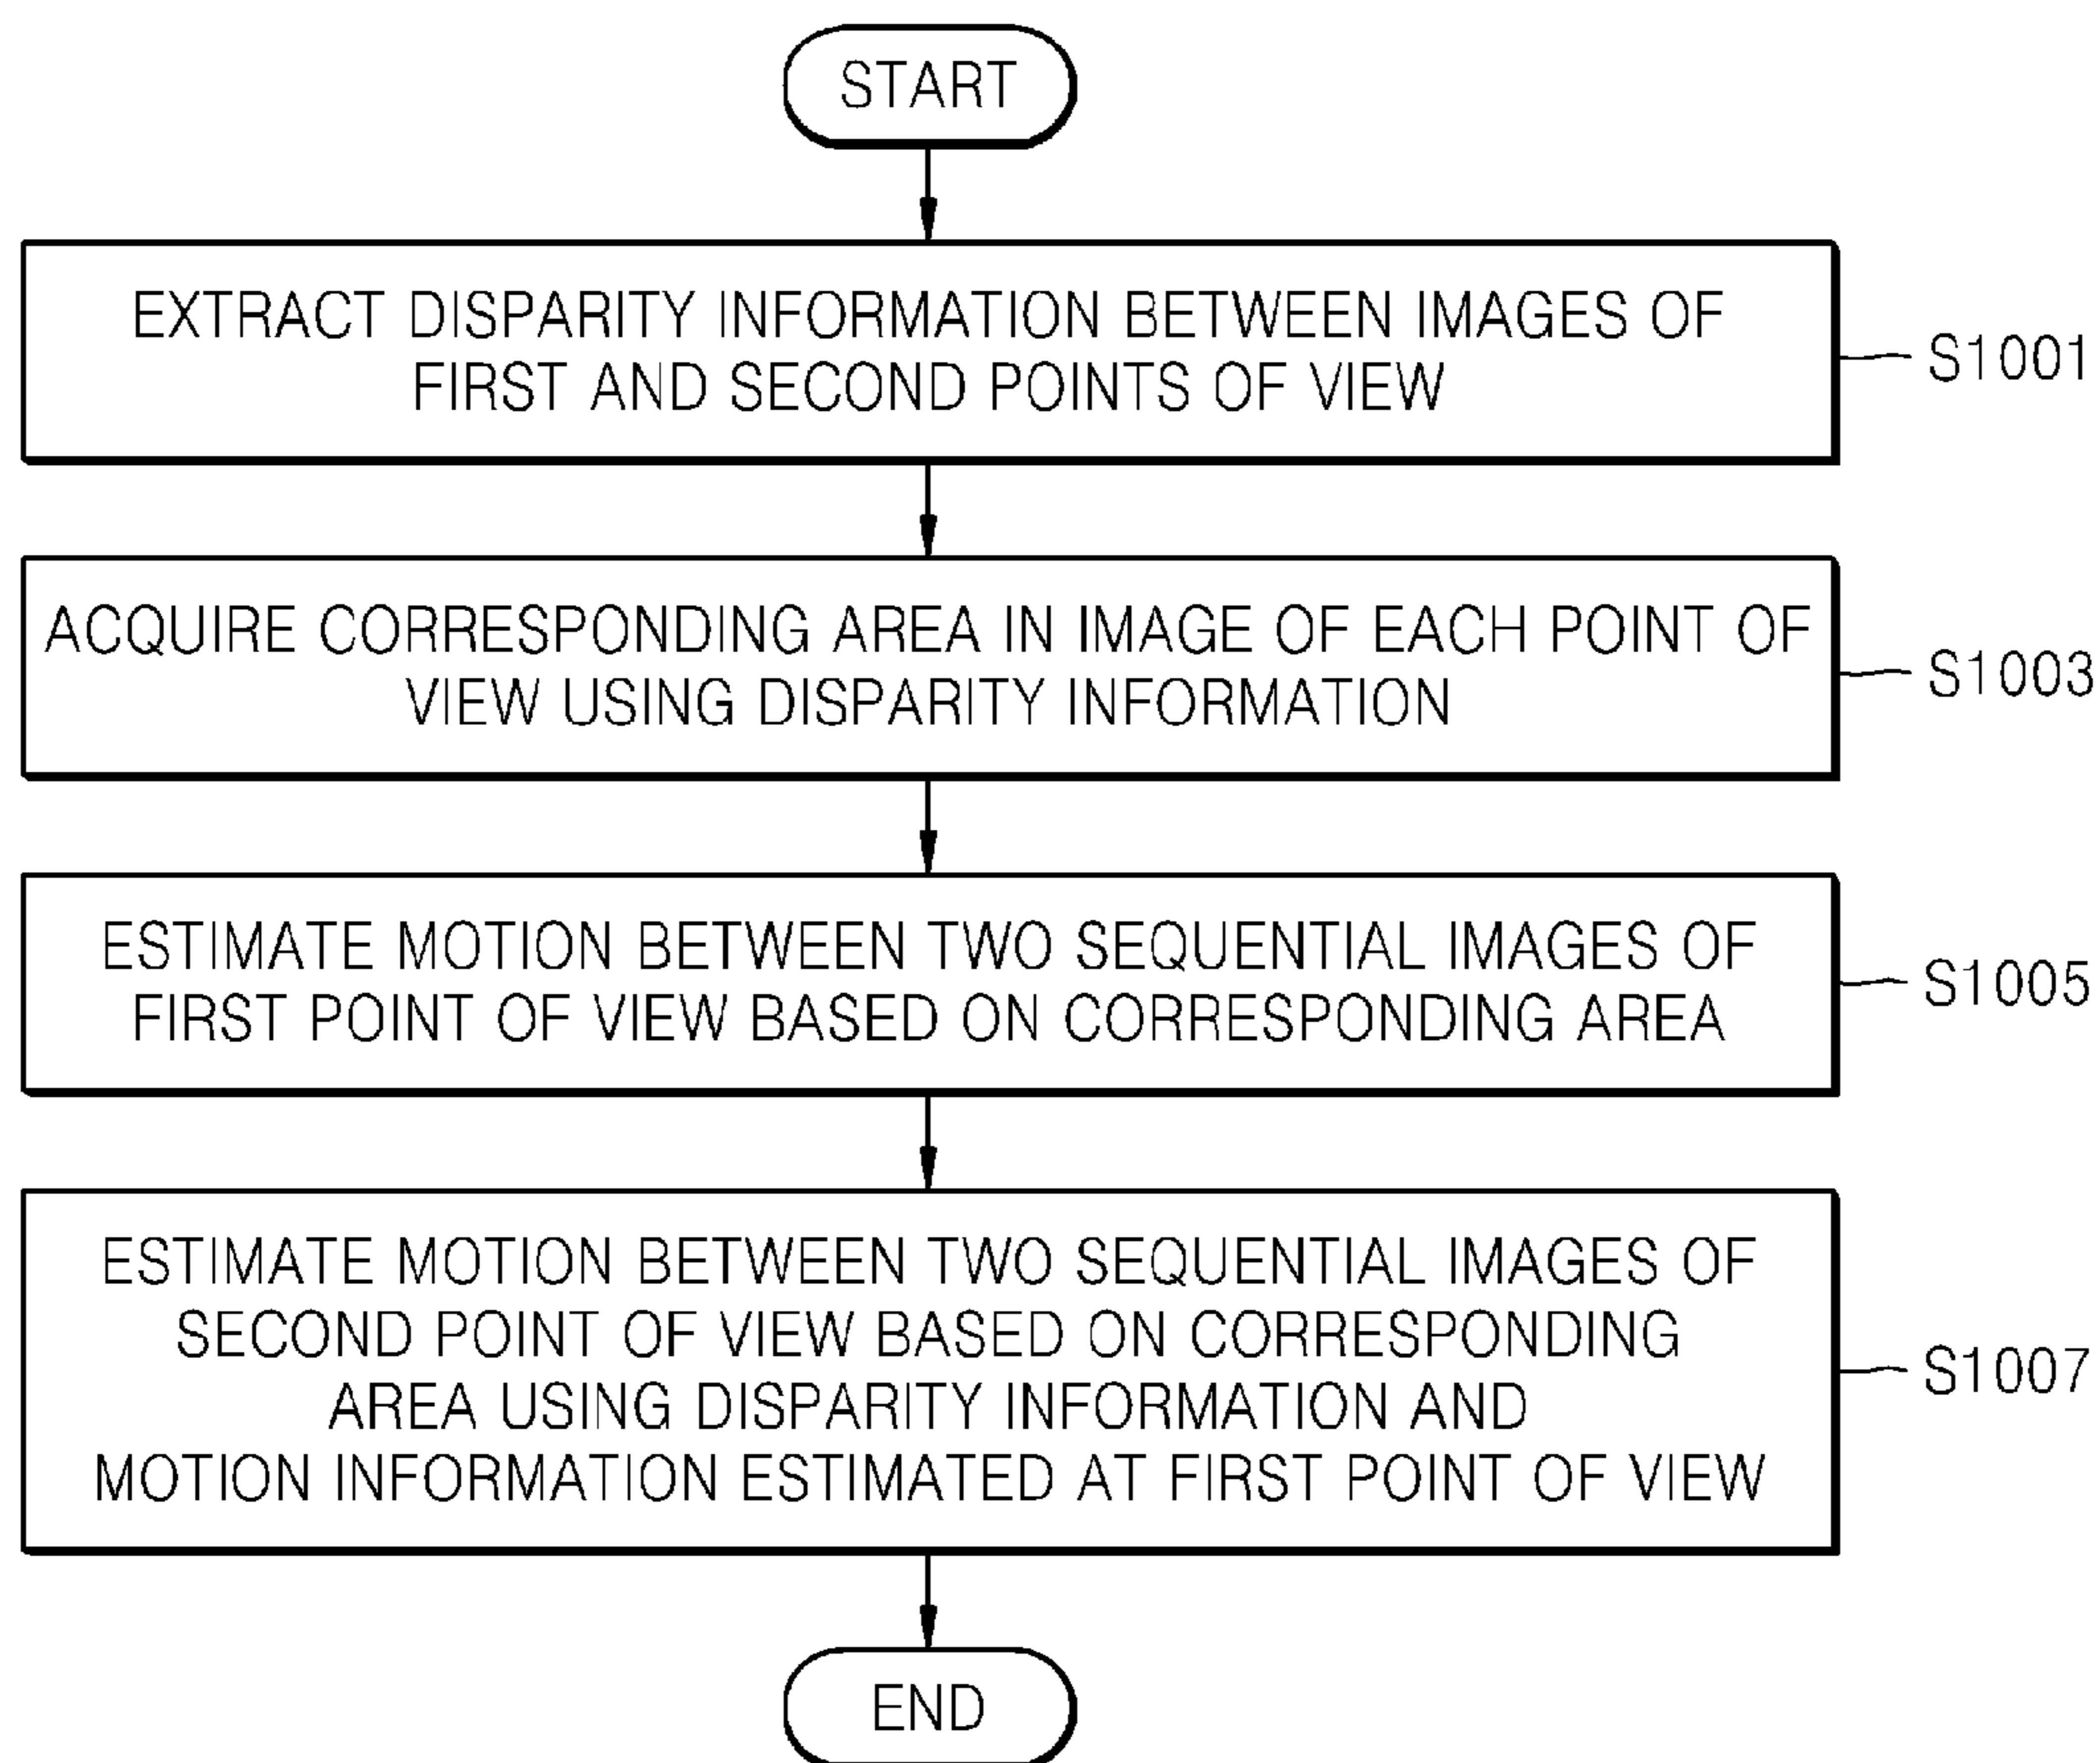 START
EXTRACT DISPARITY INFORMATION BETWEEN IMAGES OF
FIRST AND SECOND POINTS OF VIEW
S1001
ACQUIRE CORRESPONDING AREA IN IMAGE OF EACH POINT OF
VIEW USING DISPARITY INFORMATION
S1003
ESTIMATE MOTION BETWEEN TWO SEQUENTIAL IMAGES OF
FIRST POINT OF VIEW BASED ON CORRESPONDING AREA
S1005
ESTIMATE MOTION BETWEEN TWO SEQUENTIAL IMAGES OF
SECOND POINT OF VIEW BASED ON CORRESPONDING
AREA USING DISPARITY INFORMATION AND
MOTION INFORMATION ESTIMATED AT FIRST POINT OF VIEW
S1007
END